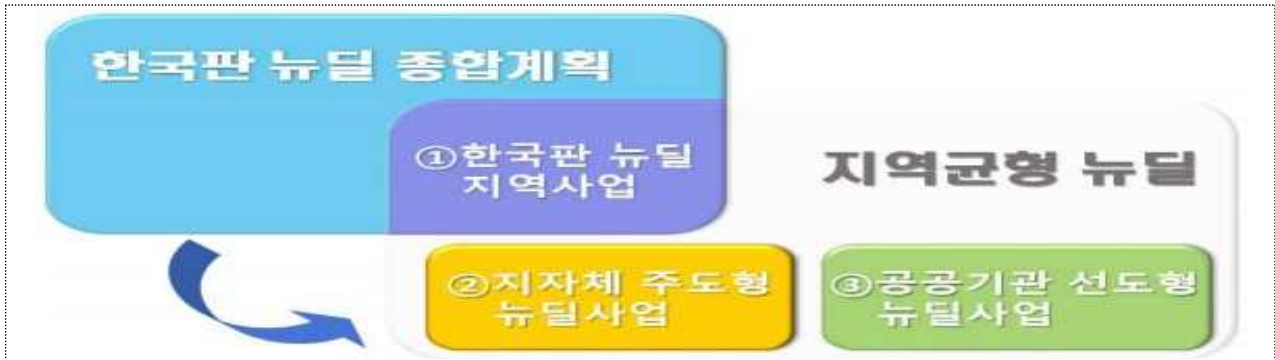 한국판 뉴딜 종합계획
①한국판 뉴딜
지역사업
지역균형 뉴딜
②지자체 주도형
뉴딜사업
③공공기관 선도형
뉴딜사업